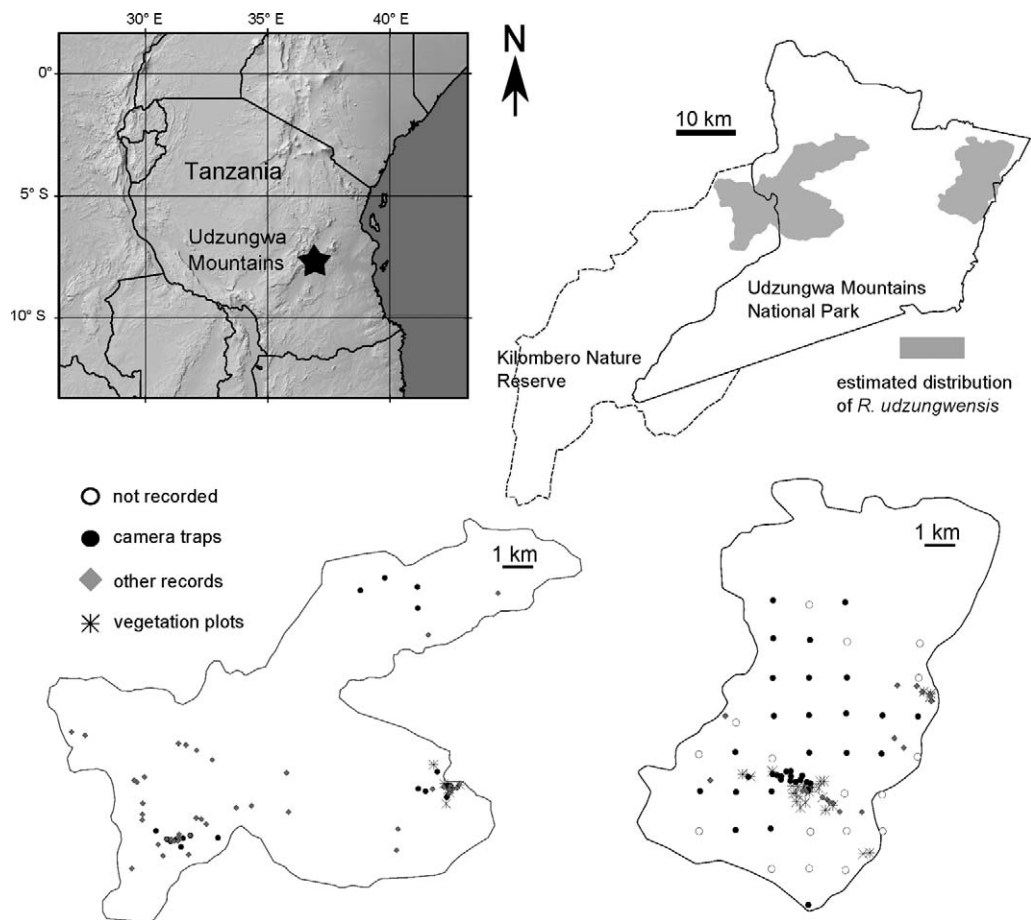 30° E
35° E
40° E
0°
5° S
10° S
Tanzania
Udzungwa
Mountains
N
10 km
Udzungwa Mountains
National Park
Kilombero Nature
Reserve
estimated distribution
of R. udzungwensis
not recorded
camera traps
other records
vegetation plots
1 km
1 km